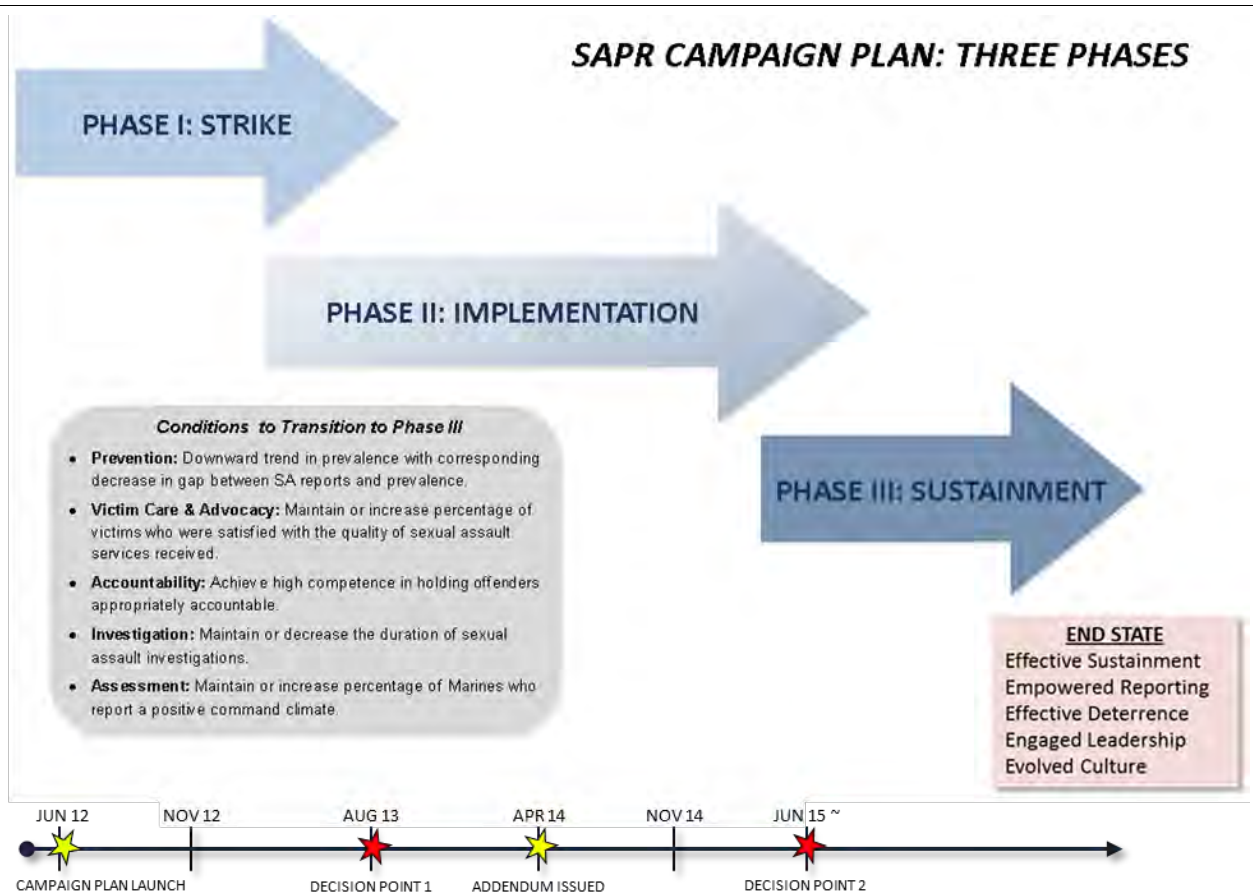 SAPR CAMPAIGN PLAN: THREE PHASES
PHASE I: STRIKE
PHASE II: IMPLEMENTATION
Conditions to Transition to Phase III
• Prevention: Downward trend in prevalence with corresponding
decrease in gap between SA reports and prevalence.
• Victim Care & Advocacy: Maintain or increase percentage of
victims who were satisfied with the quality of sexual assault
services received.
• Accountability: Achieve high competence in holding offenders
appropriately accountable.
• Investigation: Maintain or decrease the duration of sexual
assault investigations.
• Assessment: Maintain or increase percentage of Marines who
report a positive command climate.
PHASE III: SUSTAINMENT
END STATE
Effective Sustainment
Empowered Reporting
Effective Deterrence
Engaged Leadership
Evolved Culture
JUN 12 NOV 12 AUG 13 APR 14 NOV 14 JUN 15 ~
CAMPAIGN PLAN LAUNCH DECISION POINT 1 ADDENDUM ISSUED DECISION POINT 2